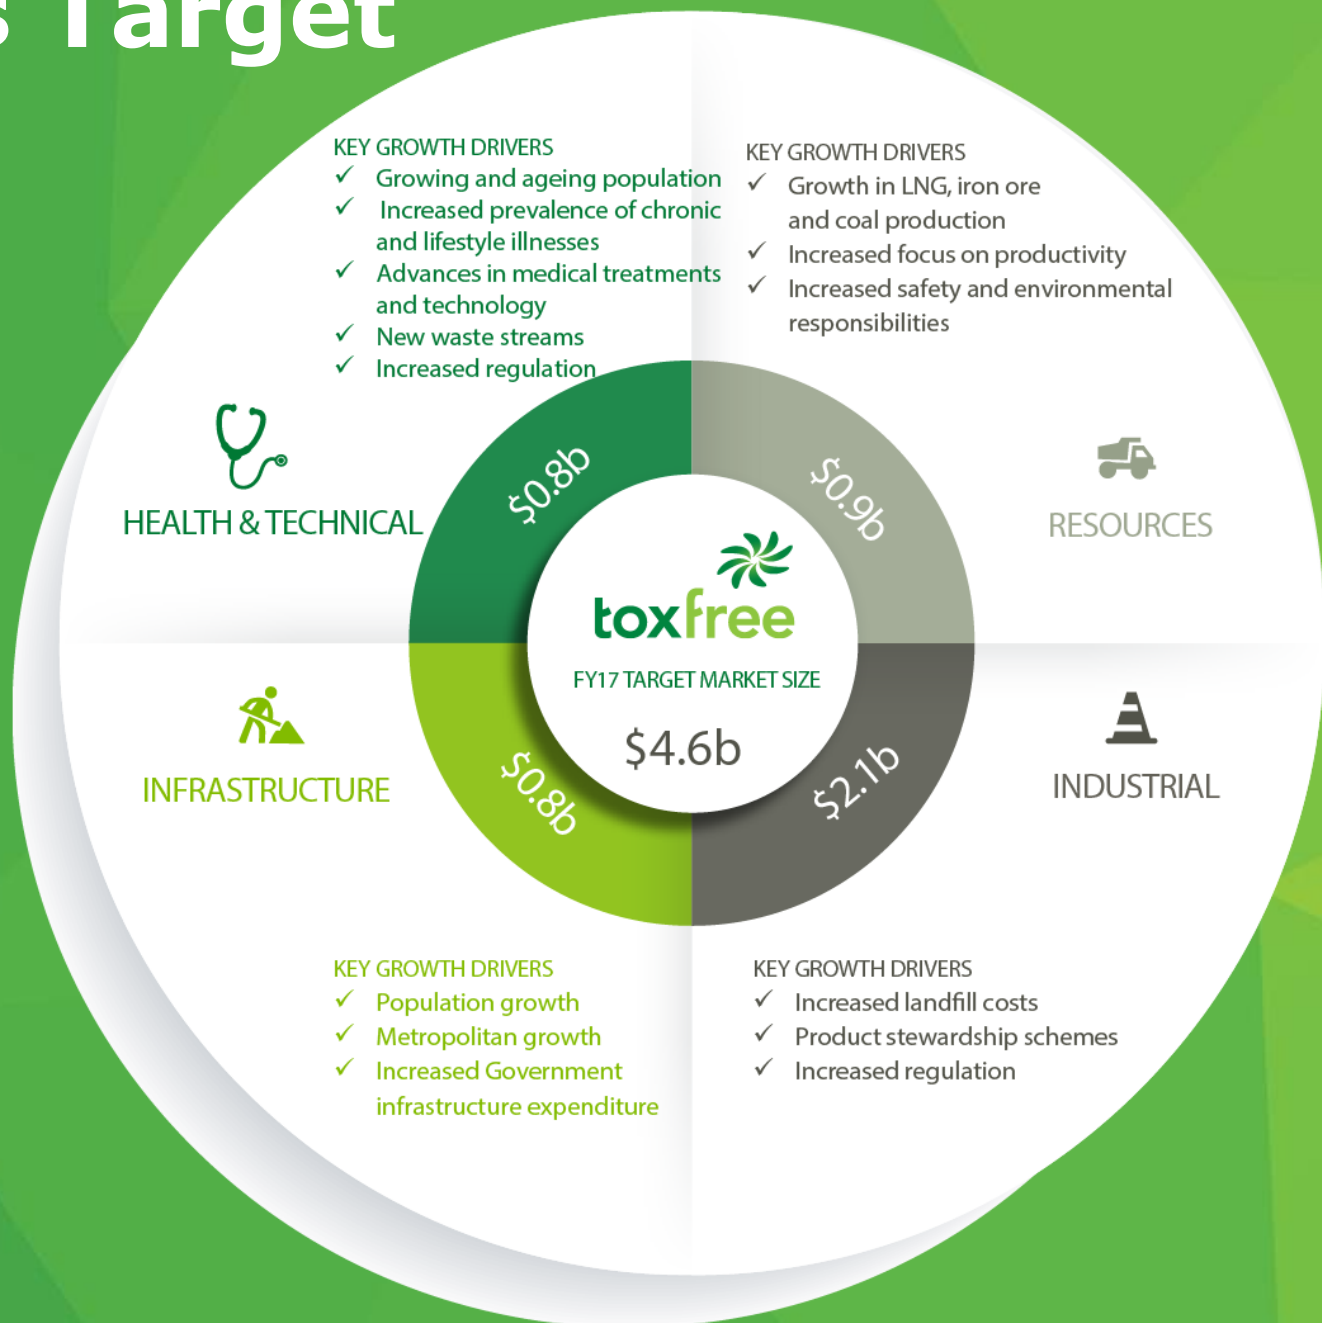 s Target
KEY GROWTH DRIVERS
✓ Growing and ageing population
✓ Increased prevalence of chronic
and lifestyle illnesses
✓ Advances in medical treatments
and technology
✓ New waste streams
✓ Increased regulation
HEALTH & TECHNICAL
$0.8b
KEY GROWTH DRIVERS
✓ Growth in LNG, iron ore
and coal production
✓ Increased focus on productivity
✓ Increased safety and environmental
responsibilities
$0.9b
RESOURCES
toxfree
FY17 TARGET MARKET SIZE
$4.6b
INFRASTRUCTURE
$0.8b
KEY GROWTH DRIVERS
✓ Population growth
✓ Metropolitan growth
✓ Increased Government
infrastructure expenditure
$2.1b
INDUSTRIAL
KEY GROWTH DRIVERS
✓ Increased landfill costs
✓ Product stewardship schemes
✓ Increased regulation